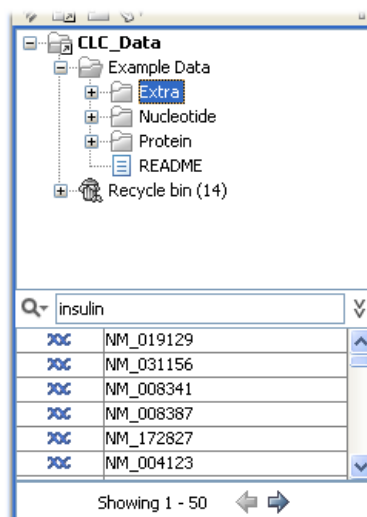 CLC_Data
Example Data
Extra
Nucleotide
Protein
README
Recycle bin (14)
insulin
NM_019129
NM_031156
NM_008341
NM_008387
NM_172827
NM_004123
Showing 1 - 50